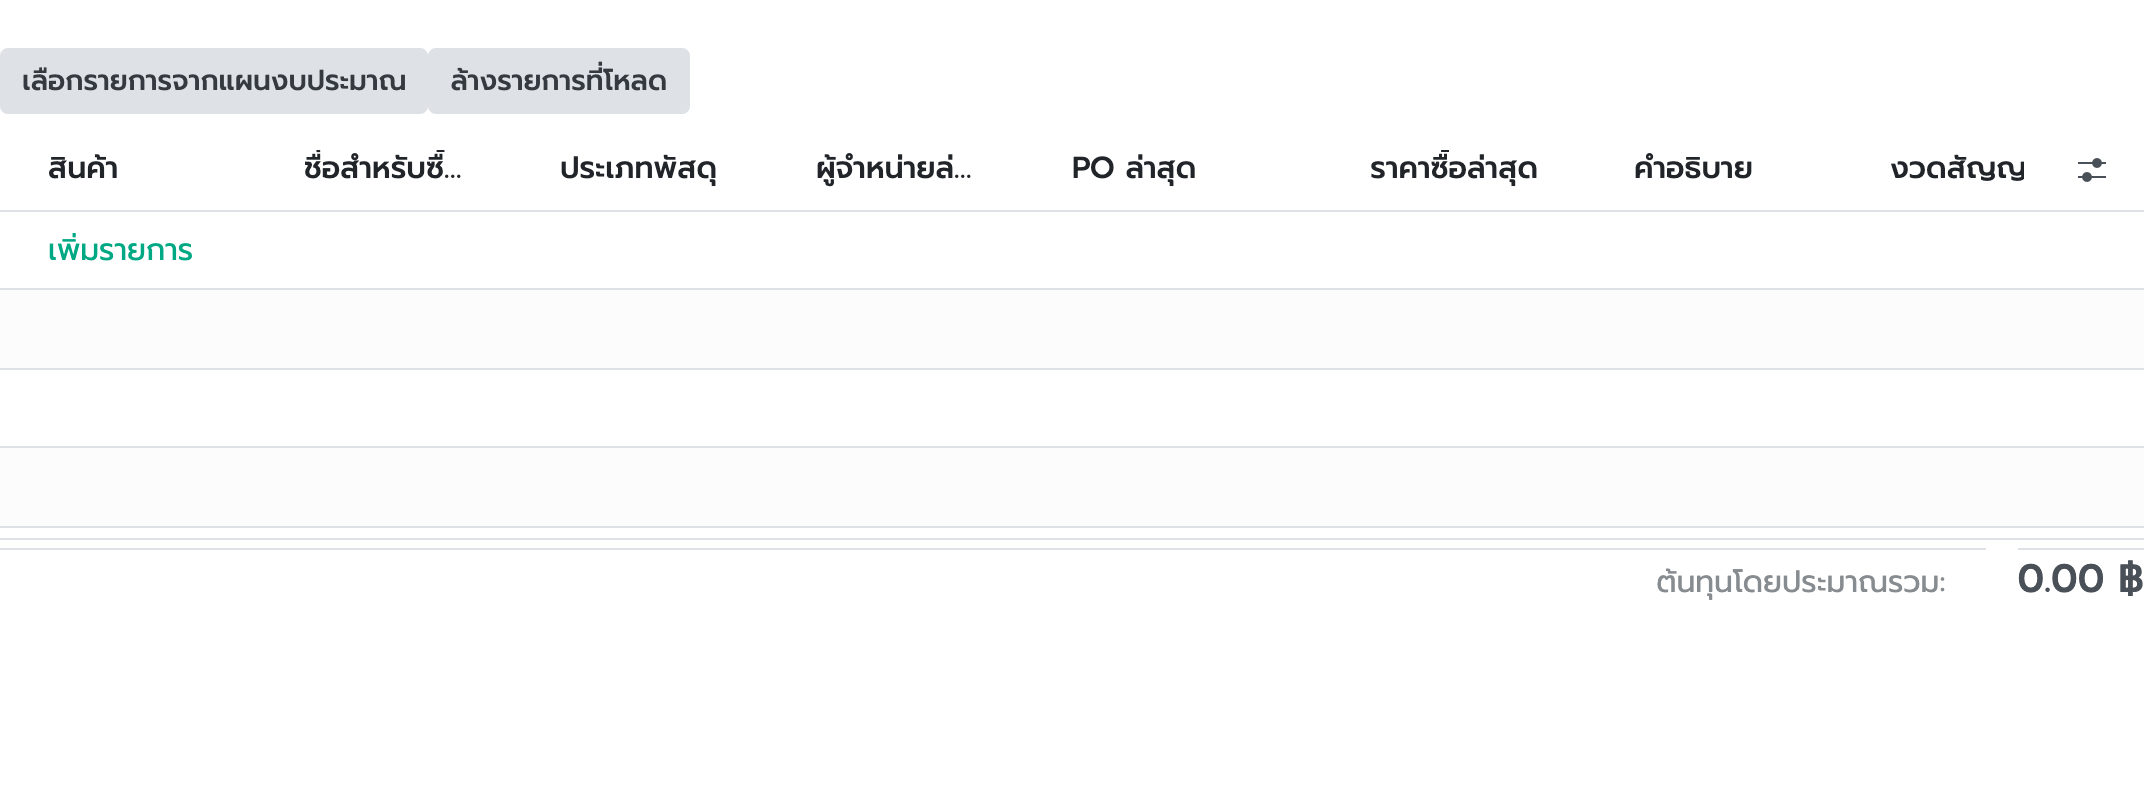 เลือกรายการจากแผนงบประมาณ ล้างรายการที่โหลด
สินค้า ชื่อสำหรับซื้... ประเภทพัสดุ ผู้จำหน่ายล่... PO ล่าสุด ราคาซื้อล่าสุด คำอธิบาย งวดสัญญ
เพิ่มรายการ
ต้นทุนโดยประมาณรวม: 0.00 ฿